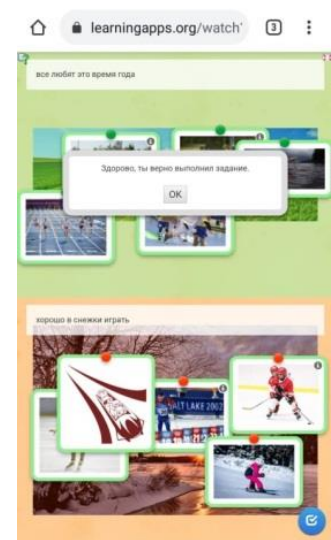 learningapps.org/watch'
3
все любят это время года
Здорово, ты верно выполнил задание.
OK
хорошо в снежки играть
SALT LAKE 2002